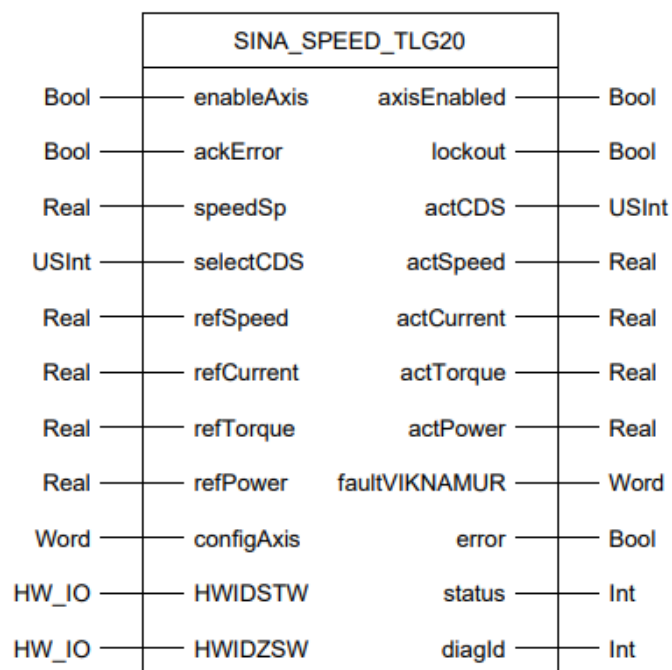 SINA_SPEED_TLG20
Bool enableAxis axisEnabled Bool
Bool ackError lockout Bool
Real speedSp actCDS USInt
USInt selectCDS actSpeed Real
Real refSpeed actCurrent Real
Real refCurrent actTorque Real
Real refTorque actPower Real
Real refPower faultVIKNAMUR Word
Word configAxis error Bool
HW_IO HWIDSTW status Int
HW_IO HWIDZSW diagId Int